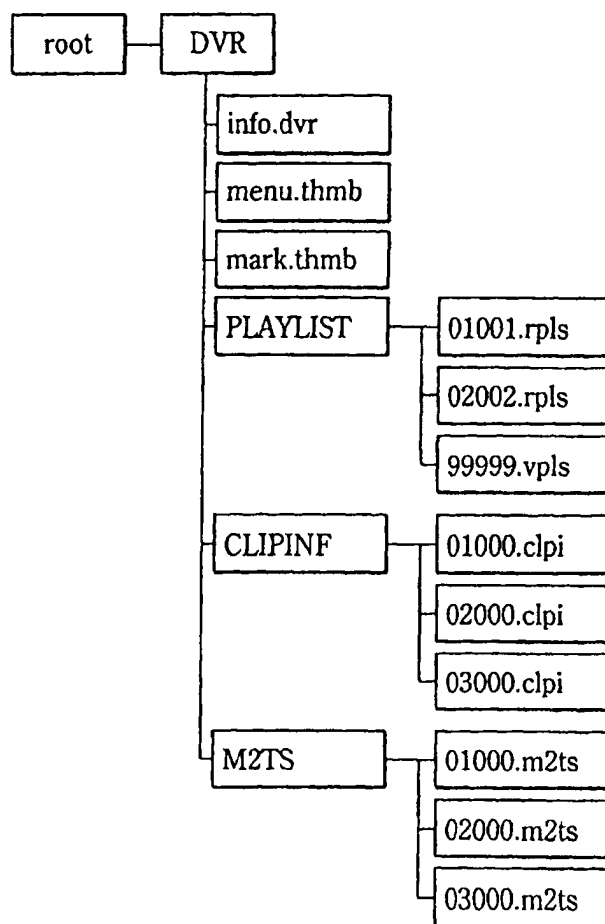 root
DVR
info.dvr
menu.thmb
mark.thmb
PLAYLIST
01001.rpls
02002.rpls
99999.vpls
CLIPINF
01000.clpi
02000.clpi
03000.clpi
M2TS
01000.m2ts
02000.m2ts
03000.m2ts